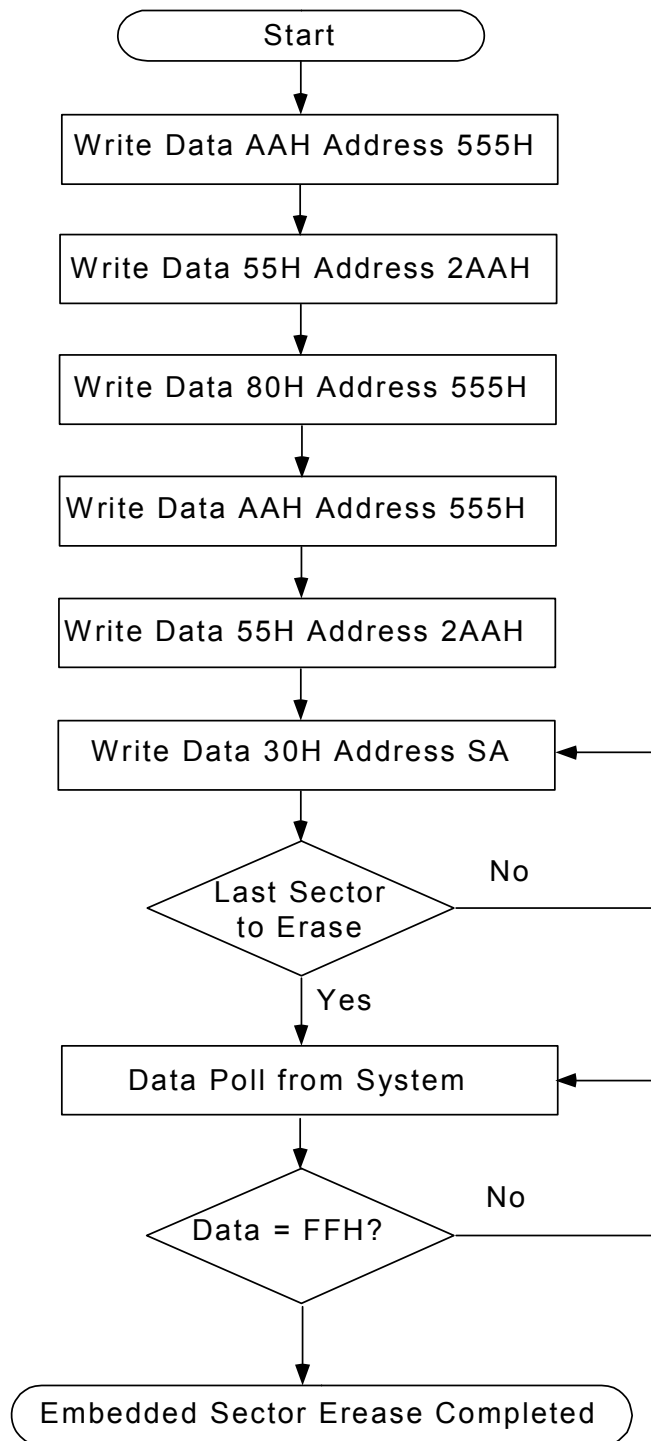 Start
Write Data AAH Address 555H
Write Data 55H Address 2AAH
Write Data 80H Address 555H
Write Data AAH Address 555H
Write Data 55H Address 2AAH
Write Data 30H Address SA
No
Last Sector
to Erase
Yes
Data Poll from System
No
Data = FFH?
Embedded Sector Erease Completed